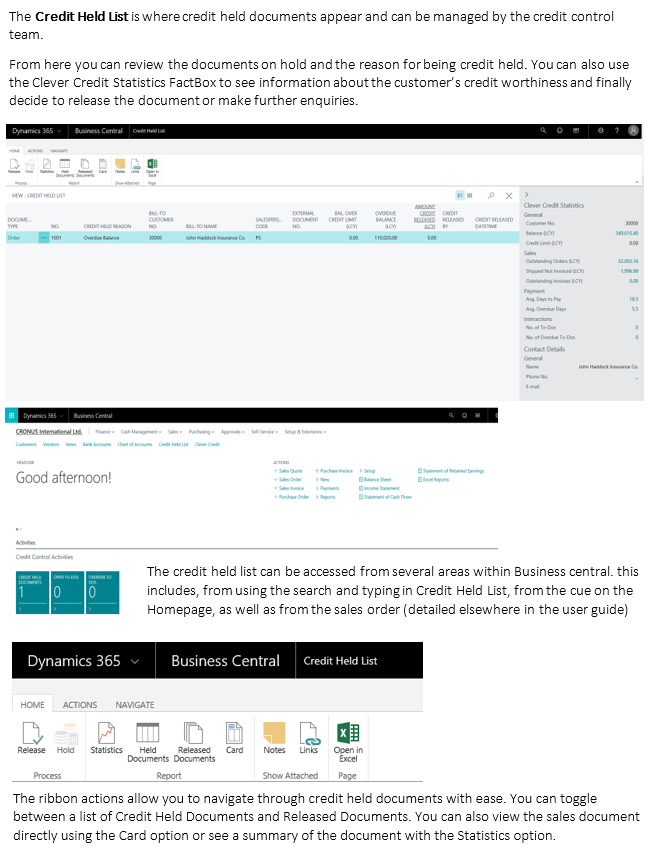 The Credit Held List is where credit held documents appear and can be managed by the credit control
team.
From here you can review the documents on hold and the reason for being credit held. You can also use
the Clever Credit Statistics FactBox to see information about the customer's credit worthiness and finally
decide to release the document or make further enquiries.
Dynamics 365 Business Central Credit Held List
HOME ACTIONS NAVIGATE
Release Hold Statistics Held Documents Released Documents Card Notes Links Open in Excel
Process Report Show Attached Page
VIEW - CREDIT HELD LIST
DOCUME... TYPE NO. CREDIT HELD REASON BILL-TO CUSTOMER NO. BILL-TO NAME SALESPERS... CODE EXTERNAL DOCUMENT NO. BAL OVER CREDIT LIMIT (LCY) OVERDUE BALANCE (LCY) AMOUNT CREDIT RELEASED (LCY) CREDIT RELEASED BY CREDIT RELEASED DATETIME
Order 1001 Overdue Balance 30000 John Haddock Insurance Co. PS 0.00 110,020.08 0.00
Clever Credit Statistics
General
Customer No. 30000
Balance (LCY) 349,615.40
Credit Limit (LCY) 0.00
Sales
Outstanding Orders (LCY) 52,002.16
Shipped Not Invoiced (LCY) 1,996.90
Outstanding Invoices (LCY) 0.00
Payment
Avg. Days to Pay 18.3
Avg. Overdue Days 5.3
Interactions
No. of To-Dos 0
No. of Overdue To-Dos 0
Contact Details
General
Name John Haddock Insurance Co.
Phone No.
E-mail
Dynamics 365 Business Central
CRONUS International Ltd. Finance Cash Management Sales Purchasing Approvals Self-Service Setup & Extensions
Customers Vendors Items Bank Accounts Chart of Accounts Credit Held List Clever Credit
HEADLINE
Good afternoon!
ACTIONS
+ Sales Quote + Purchase Invoice > Setup Statement of Retained Earnings
+ Sales Order > New Balance Sheet Excel Reports
+ Sales Invoice > Payments Income Statement
+ Purchase Order > Reports Statement of Cash Flows
Activities
Credit Control Activities
CREDIT HELD DOCUMENTS OPEN TO-DOS OVERDUE TO-DOS
1 0 0
The credit held list can be accessed from several areas within Business central. this
includes, from using the search and typing in Credit Held List, from the cue on the
Homepage, as well as from the sales order (detailed elsewhere in the user guide)
Dynamics 365 Business Central Credit Held List
HOME ACTIONS NAVIGATE
Release Hold Statistics Held Released Card Notes Links Open in
Documents Documents Excel
Process Report Show Attached Page
The ribbon actions allow you to navigate through credit held documents with ease. You can toggle
between a list of Credit Held Documents and Released Documents. You can also view the sales document
directly using the Card option or see a summary of the document with the Statistics option.